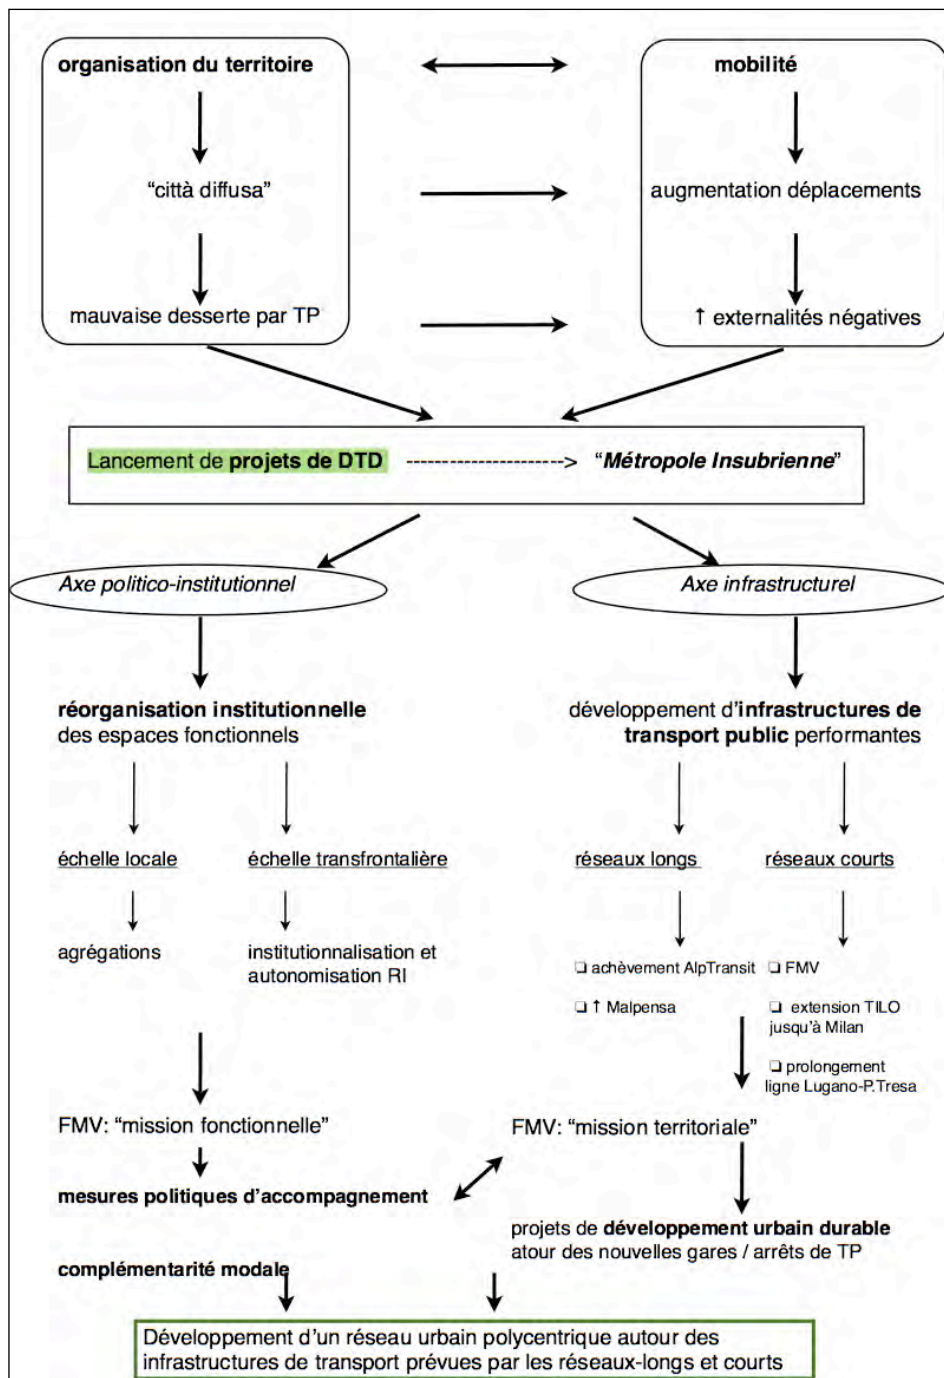 organisation du territoire
mobilité
“città diffusa”
augmentation déplacements
mauvaise desserte par TP
↑ externalités négatives
Lancement de projets de DTD ----------------------> “Métropole Insubrienne”
Axe politico-institutionnel
Axe infrastructurel
réorganisation institutionnelle
des espaces fonctionnels
développement d’infrastructures de
transport public performantes
échelle locale
échelle transfrontalière
réseaux longs
réseaux courts
agrégations
institutionnalisation et
autonomisation RI
❏ achèvement AlpTransit
❏ ↑ Malpensa
❏ FMV
❏ extension TILO
jusqu’à Milan
❏ prolongement
ligne Lugano-P.Tresa
FMV: “mission fonctionnelle”
FMV: “mission territoriale”
mesures politiques d’accompagnement
projets de développement urbain durable
atour des nouvelles gares / arrêts de TP
complémentarité modale
Développement d’un réseau urbain polycentrique autour des
infrastructures de transport prévues par les réseaux-longs et courts